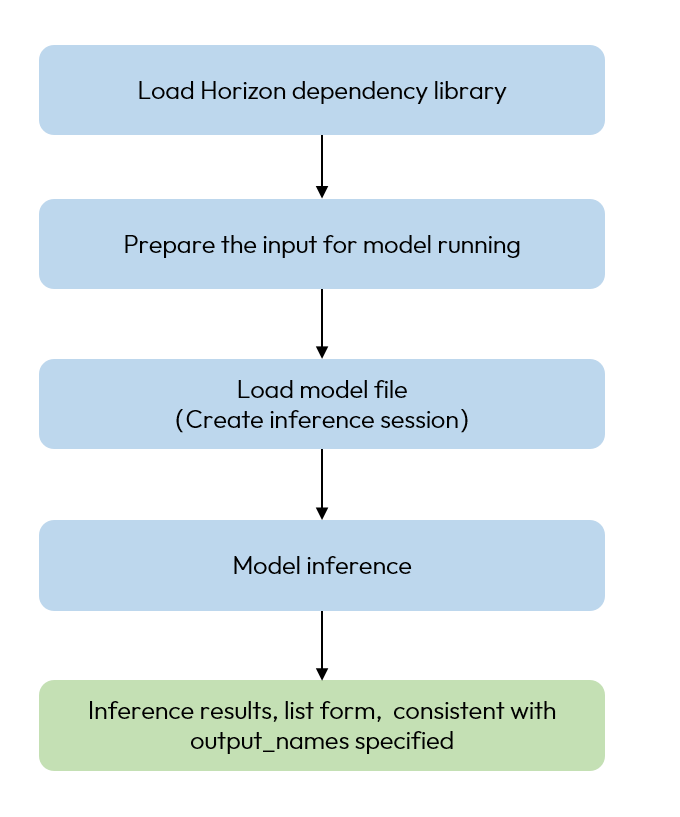 Load Horizon dependency library
Prepare the input for model running
Load model file
(Create inference session)
Model inference
Inference results, list form,  consistent with
output_names specified